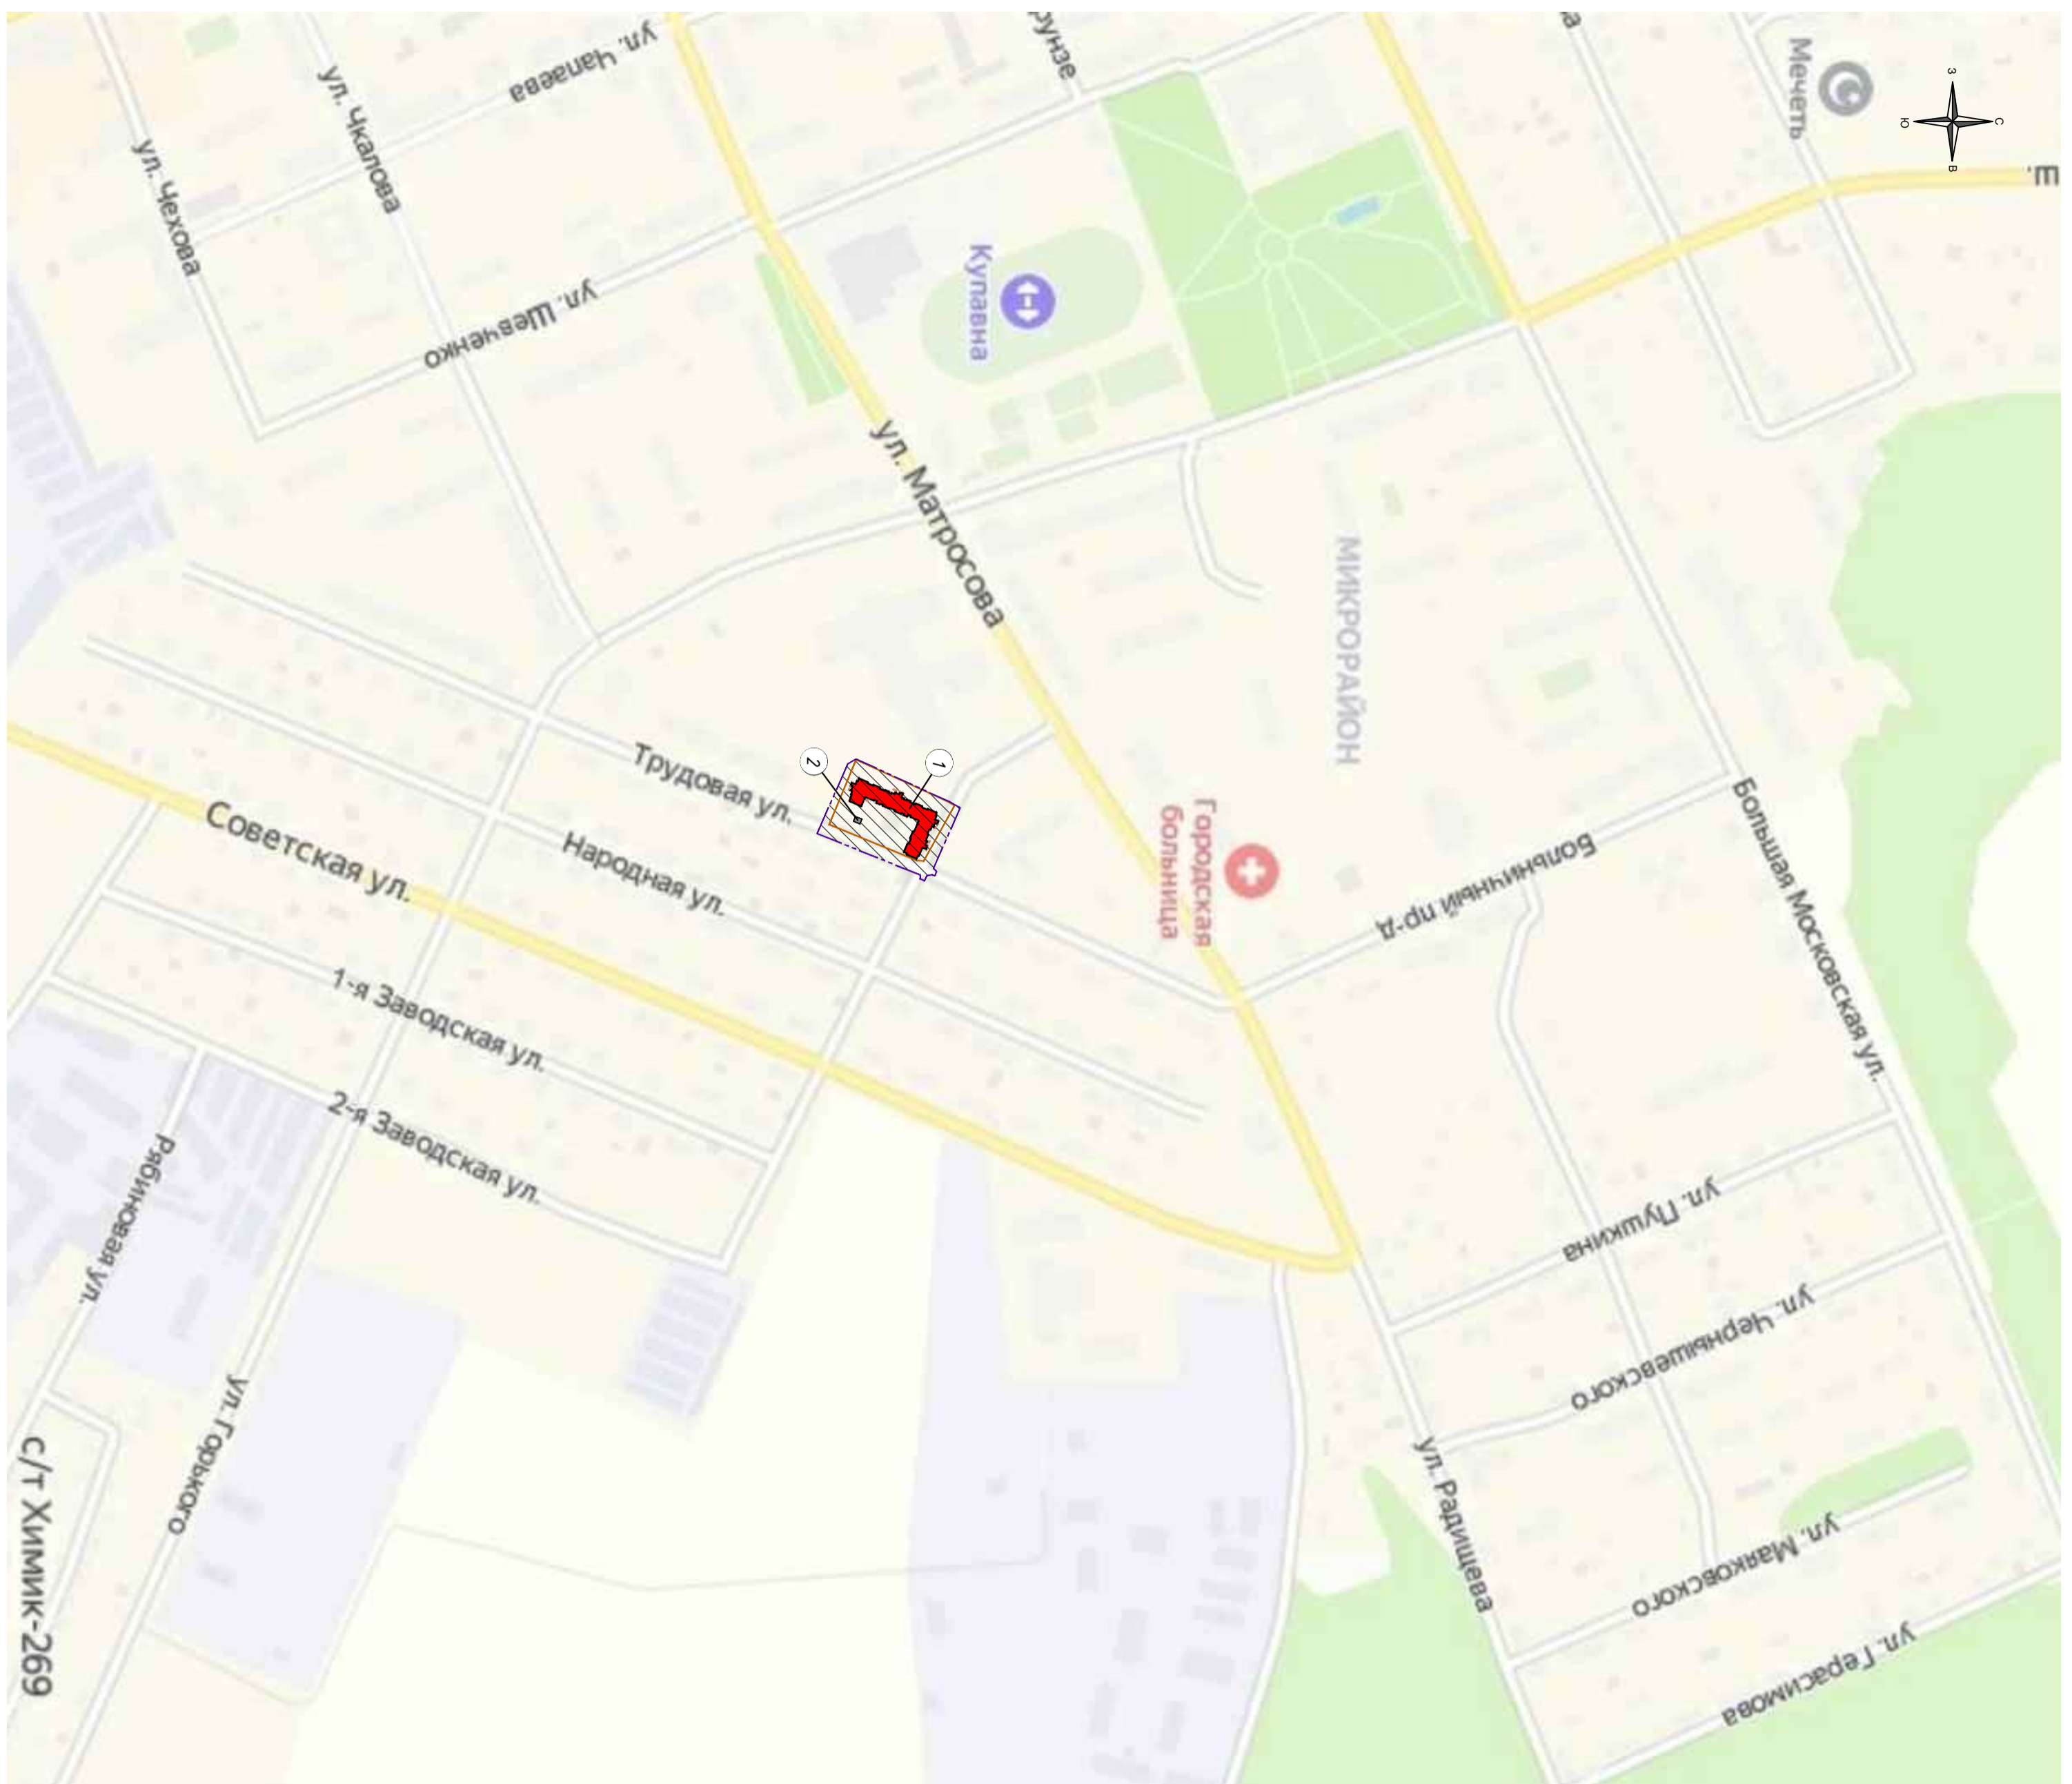 ул. Чапаева
рунзе
а
Мечеть
З
С
Ю
В
ш.
ул. Чкалова
ул. Чехова
ул. Шевченко
Купавна
ул. Матросова
МИКРОРАЙОН
Трудовая ул.
2
1
Городская
больница
Больничный пр-д
Большая Московская ул.
Советская ул.
Народная ул.
1-я Заводская ул.
2-я Заводская ул.
Рябиновая ул.
ул. Горького
с/т Химик-269
ул. Пушкина
ул. Чернышевского
ул. Радищева
ул. Маяковского
ул. Герасимова